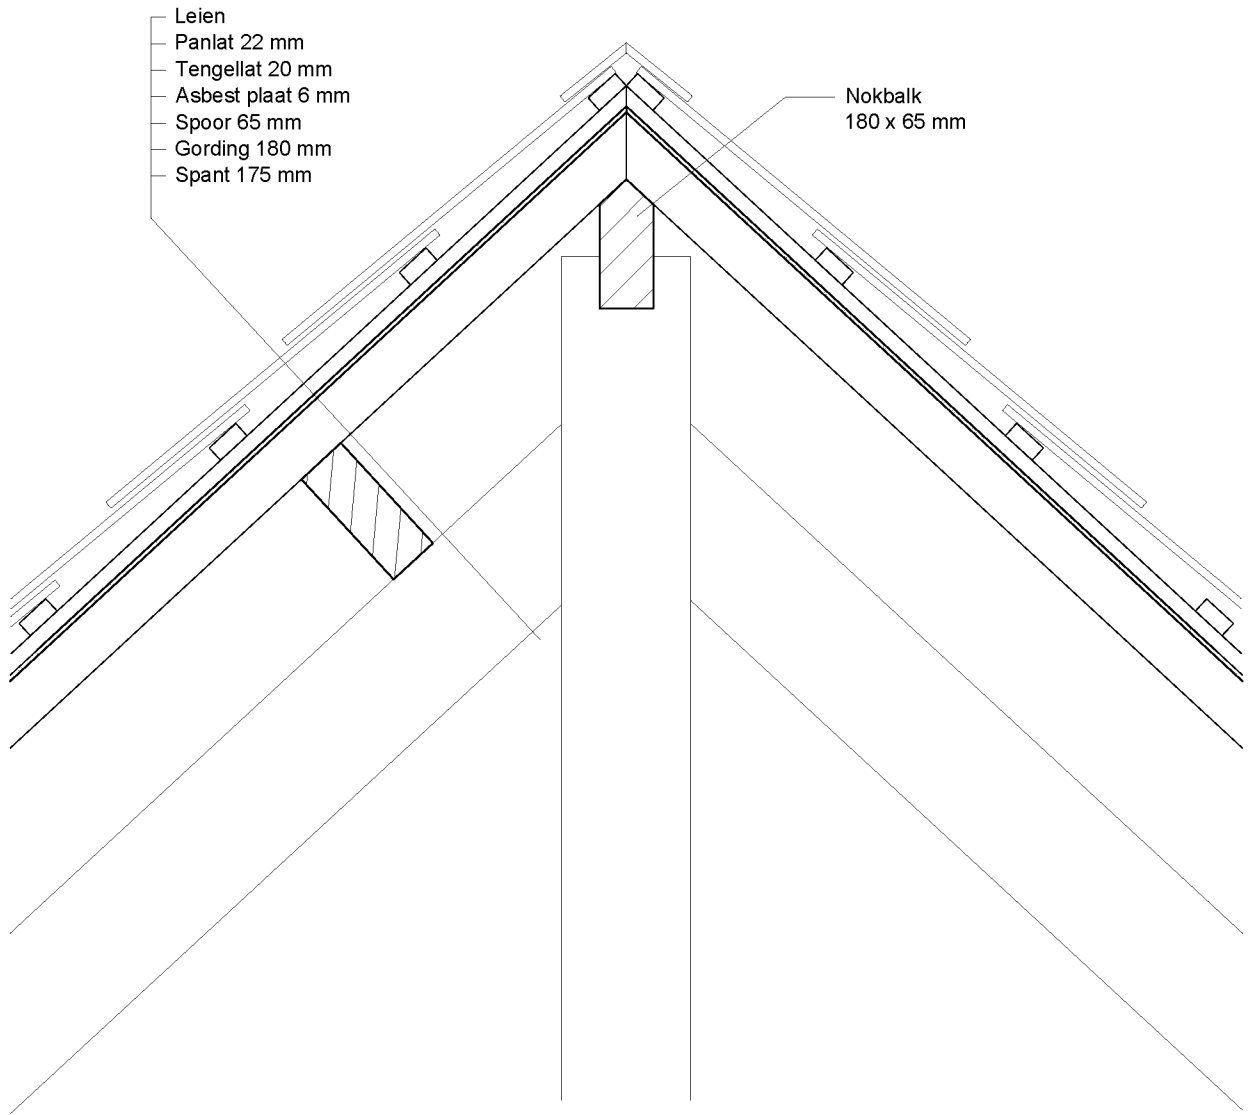 Leien
Panlat 22 mm
Tengellat 20 mm
Asbest plaat 6 mm
Spoor 65 mm
Gording 180 mm
Spant 175 mm
Nokbalk
180 x 65 mm